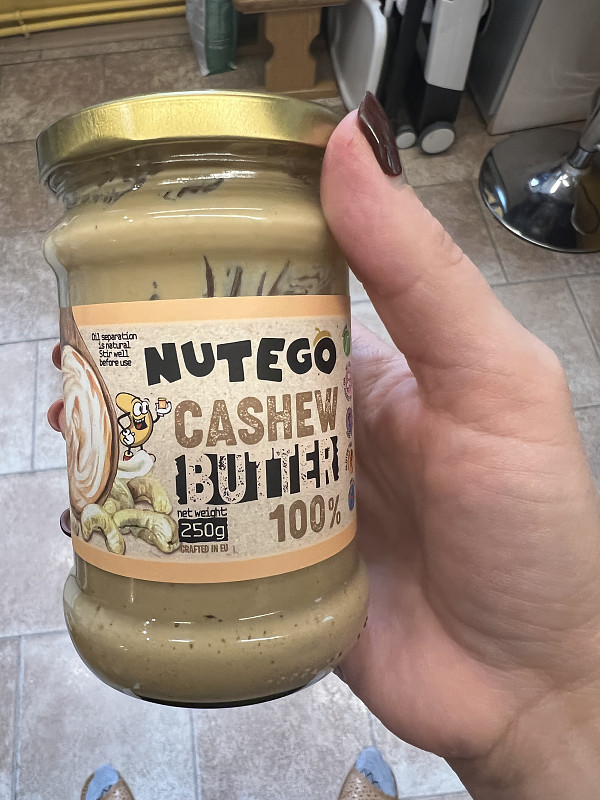 Oil separation
is natural
Stir well
before use
NUTEGO
CASHEW
BUTTER
net weight
250g
100%
CRAFTED IN EU